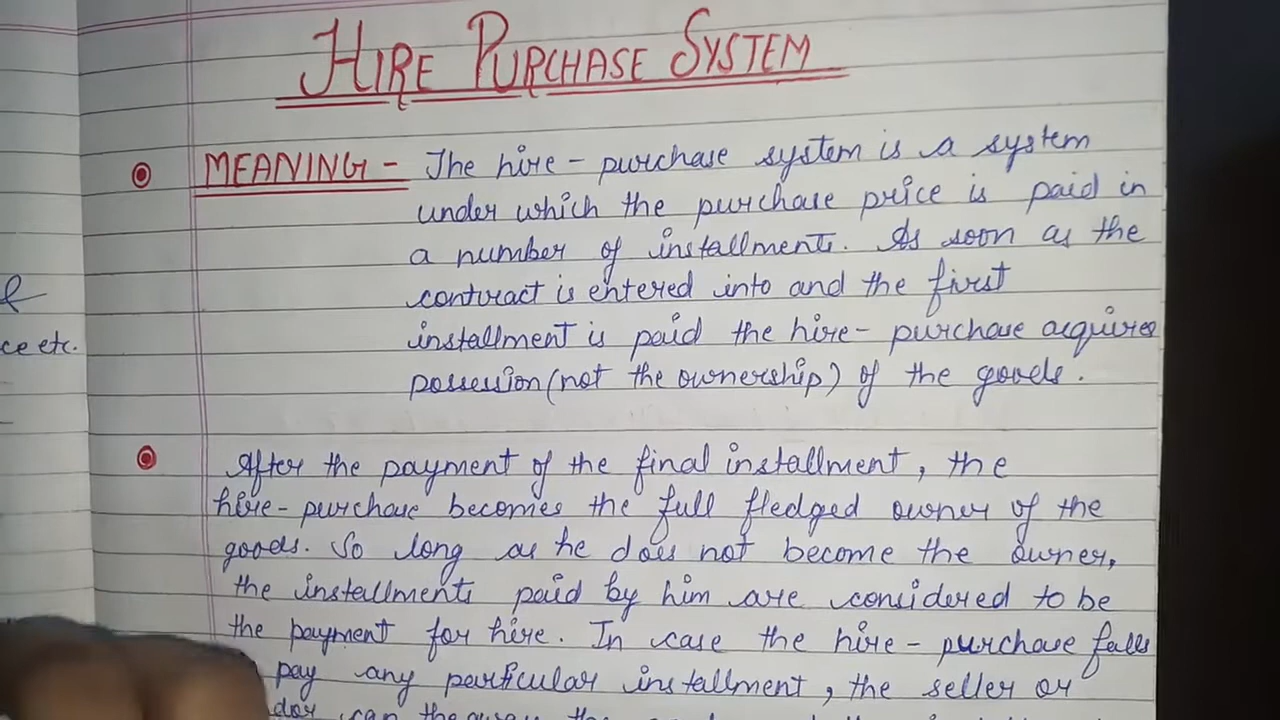 HIRE PURCHASE SYSTEM
MEANING - The hire - purchase system is a system
under which the purchase price is paid in
a number of installments. As soon as the
contract is entered into and the first
installment is paid the hire - purchase acquires
possession (not the ownership) of the goods.
ce etc.
After the payment of the final installment, the
hire - purchase becomes the full fledged owner of the
goods. So long as he does not become the owner,
the installments paid by him are considered to be
the payment for hire. In case the hire - purchase fails
pay any particular installment, the seller or
can the